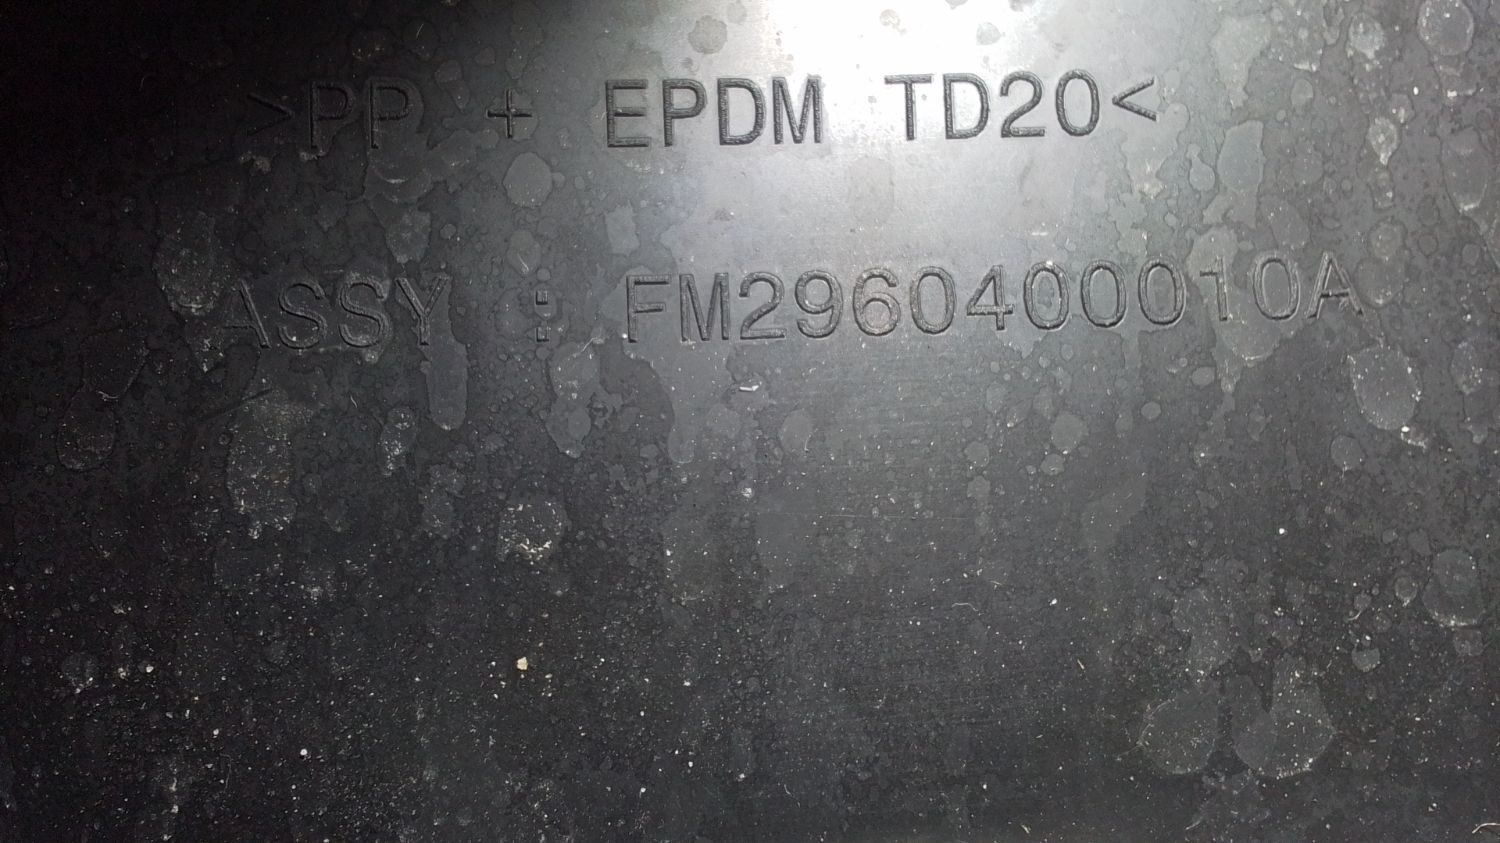 >PP + EPDM TD20<
ASSY : FM2960400010A